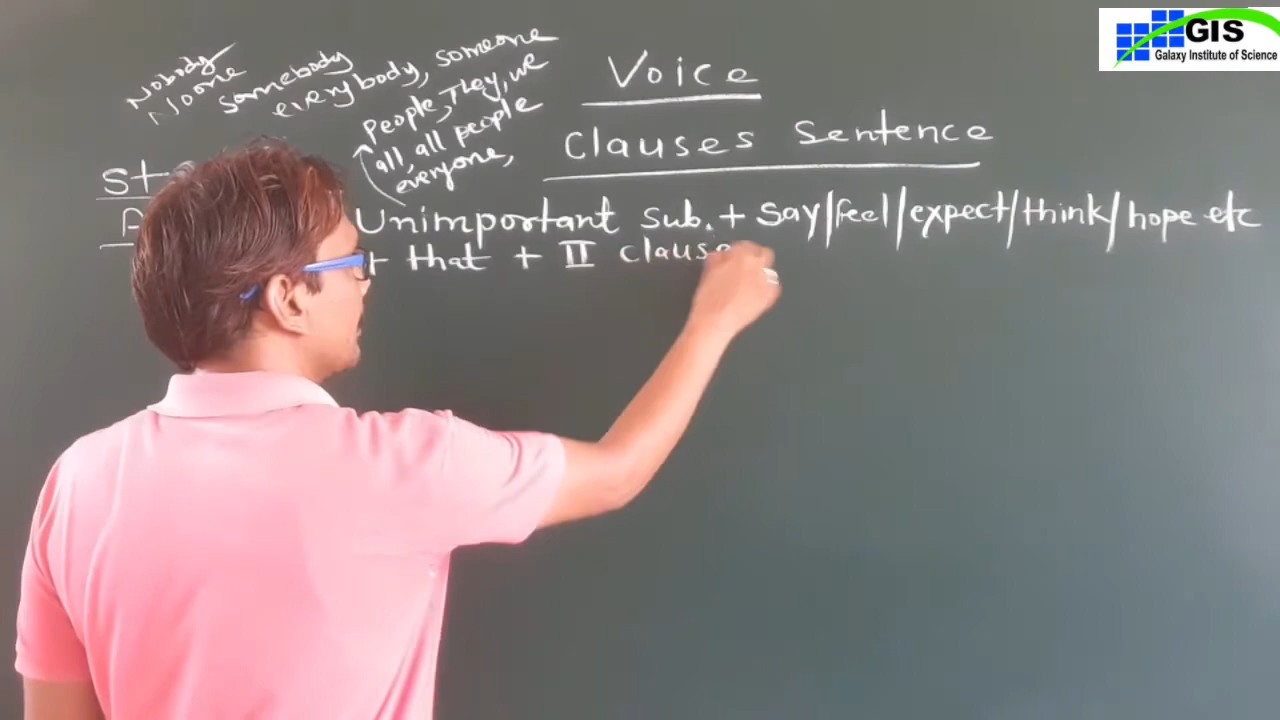 GIS
Galaxy Institute of Science
Voice
Clauses Sentence
Nobody
No one
somebody
everybody, someone
People, They, we
all, all people
everyone,
St
Unimportant sub. + say/feel/expect/think/hope etc
+ that + II clause